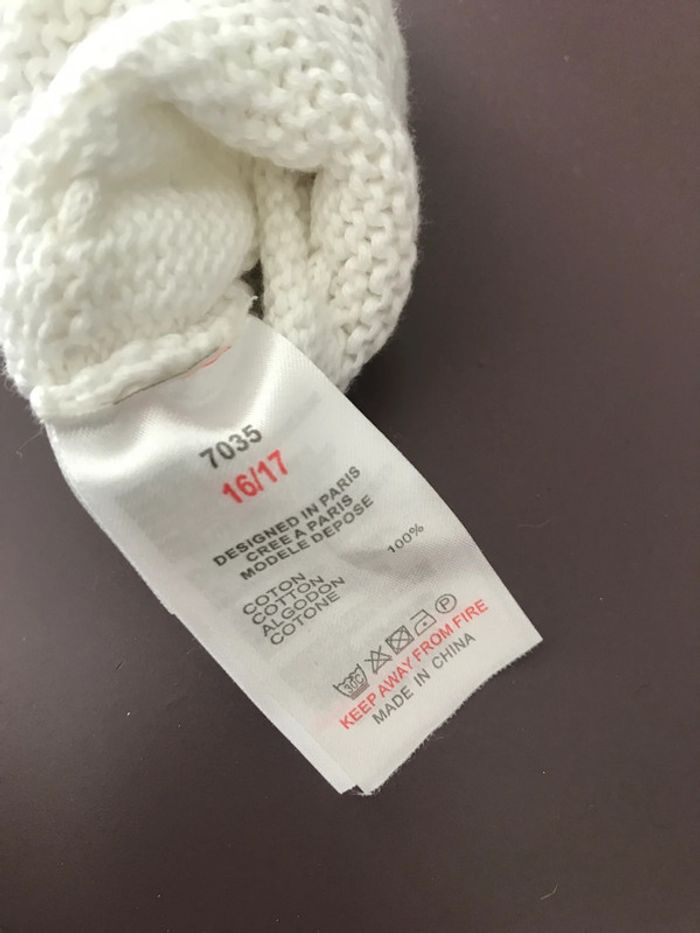 7035
16/17
DESIGNED IN PARIS
CREE A PARIS
MODELE DEPOSE
100%
COTON
COTTON
ALGODON
COTONE
30C
P
KEEP AWAY FROM FIRE
MADE IN CHINA